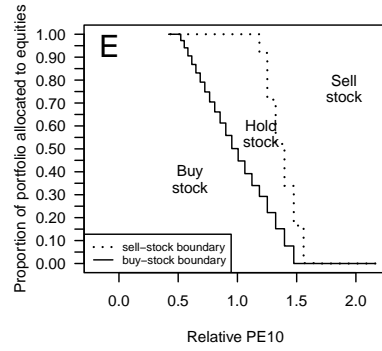 E
Proportion of portfolio allocated to equities
1.00
0.90
0.80
0.70
0.60
0.50
0.40
0.30
0.20
0.10
0.00
Sell
stock
Hold
stock
Buy
stock
sell−stock boundary
buy−stock boundary
0.0 0.5 1.0 1.5 2.0
Relative PE10